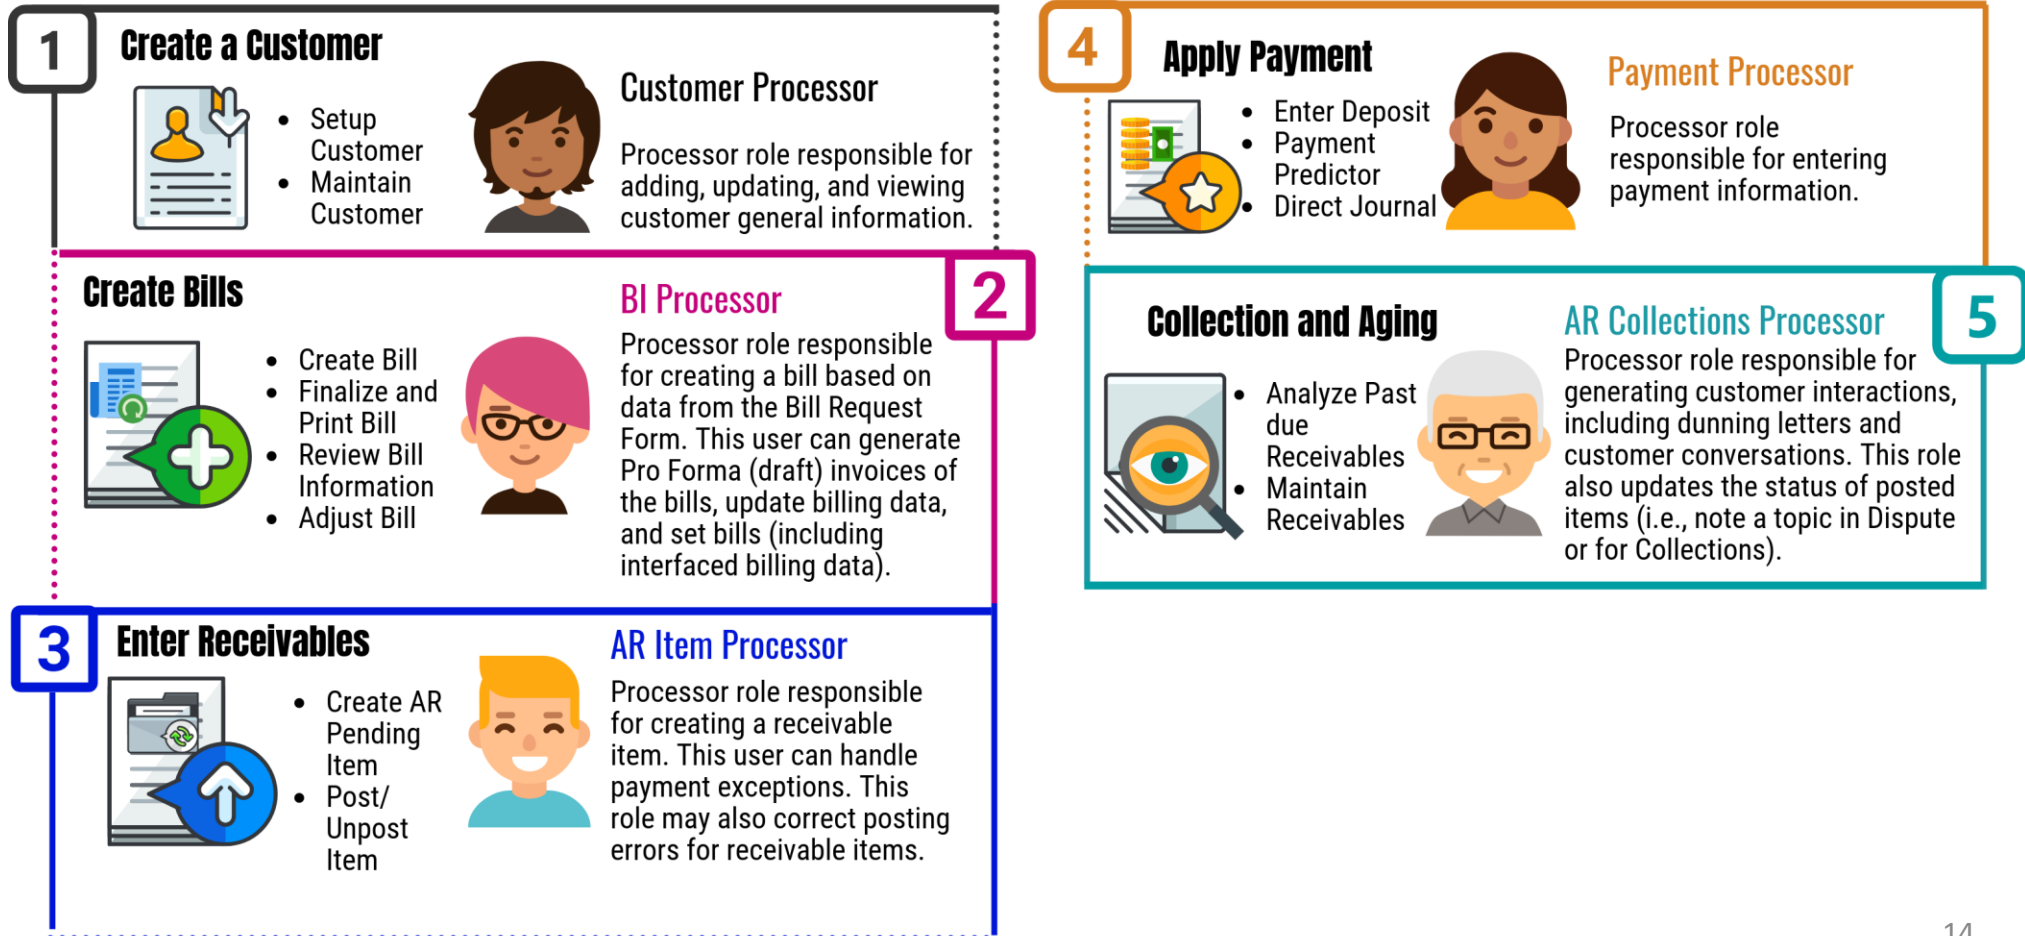 1
Create a Customer
• Setup
Customer
• Maintain
Customer
Customer Processor
Processor role responsible for
adding, updating, and viewing
customer general information.
2
Create Bills
• Create Bill
• Finalize and
Print Bill
• Review Bill
Information
• Adjust Bill
BI Processor
Processor role responsible
for creating a bill based on
data from the Bill Request
Form. This user can generate
Pro Forma (draft) invoices of
the bills, update billing data,
and set bills (including
interfaced billing data).
3
Enter Receivables
• Create AR
Pending
Item
• Post/
Unpost
Item
AR Item Processor
Processor role responsible
for creating a receivable
item. This user can handle
payment exceptions. This
role may also correct posting
errors for receivable items.
4
Apply Payment
• Enter Deposit
• Payment
Predictor
• Direct Journal
Payment Processor
Processor role
responsible for entering
payment information.
5
Collection and Aging
• Analyze Past
due
Receivables
• Maintain
Receivables
AR Collections Processor
Processor role responsible for
generating customer interactions,
including dunning letters and
customer conversations. This role
also updates the status of posted
items (i.e., note a topic in Dispute
or for Collections).
14